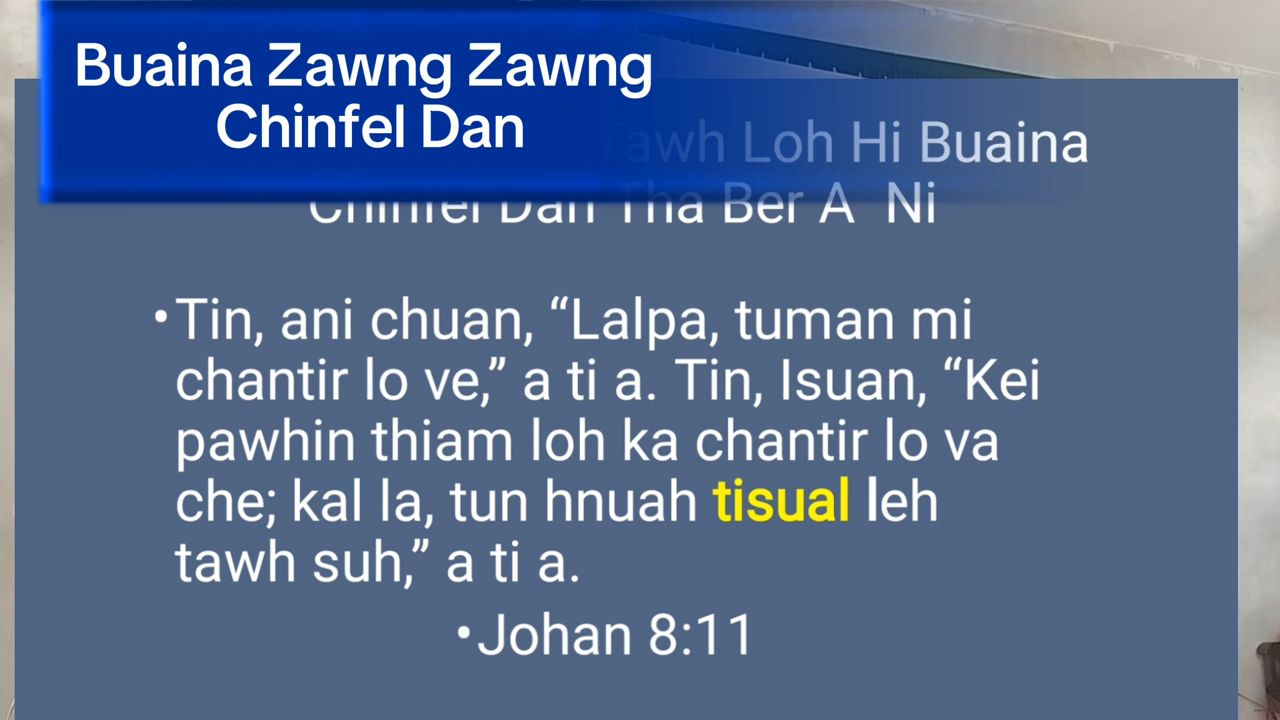 Buaina Zawng Zawng
Chinfel Dan
Tawh Loh Hi Buaina
Chinfel Dan Tha Ber A Ni
•Tin, ani chuan, “Lalpa, tuman mi
chantir lo ve,” a ti a. Tin, Isuan, “Kei
pawhin thiam loh ka chantir lo va
che; kal la, tun hnuah tisual leh
tawh suh,” a ti a.
•Johan 8:11